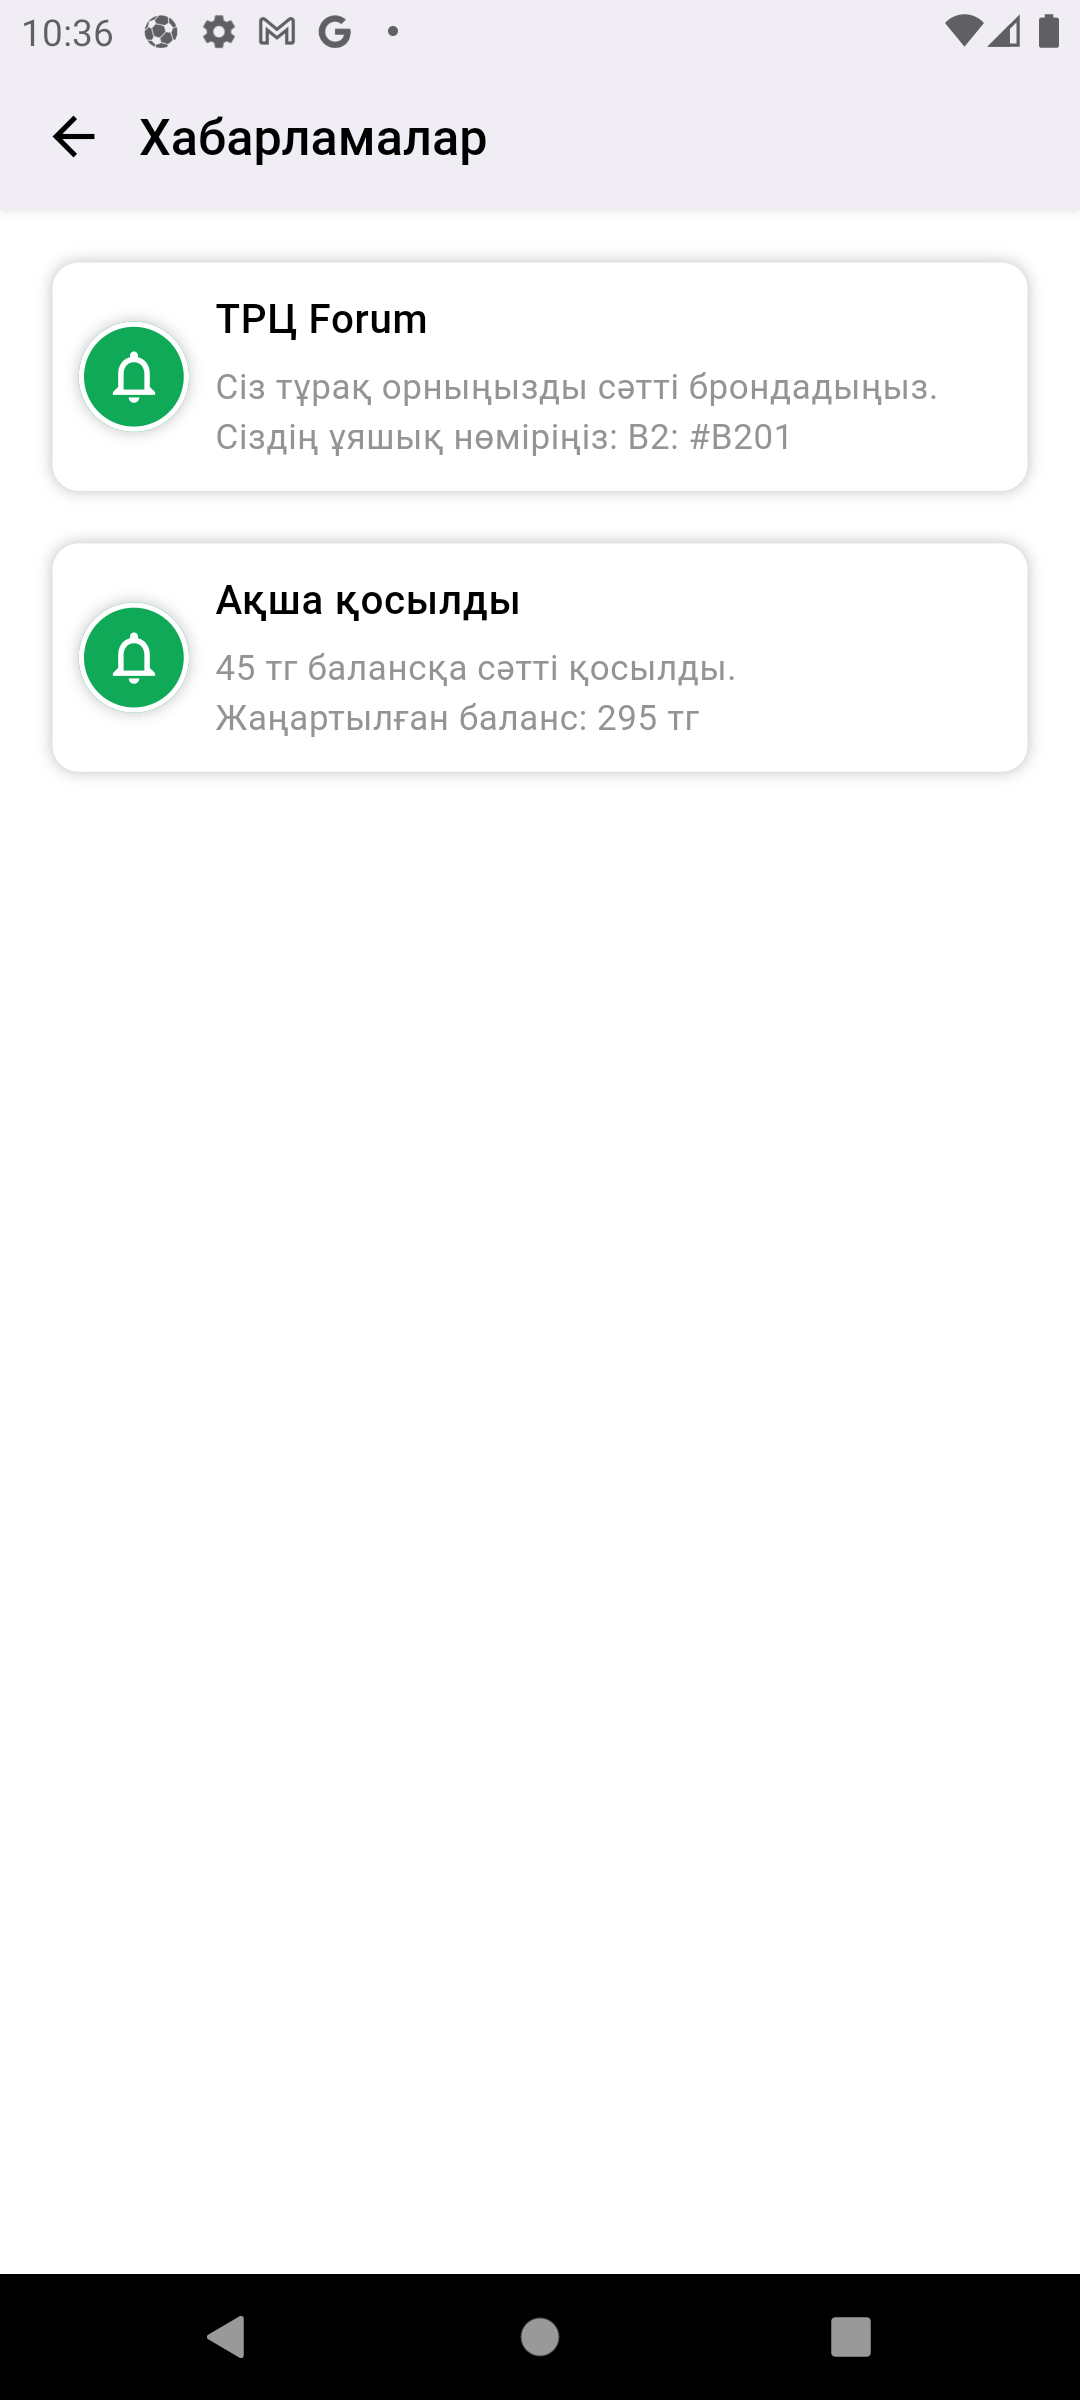 10:36
Хабарламалар
ТРЦ Forum
Сіз тұрақ орныңызды сәтті брондадыңыз.
Сіздің ұяшық нөміріңіз: B2: #B201
Ақша қосылды
45 тг балансқа сәтті қосылды.
Жаңартылған баланс: 295 тг